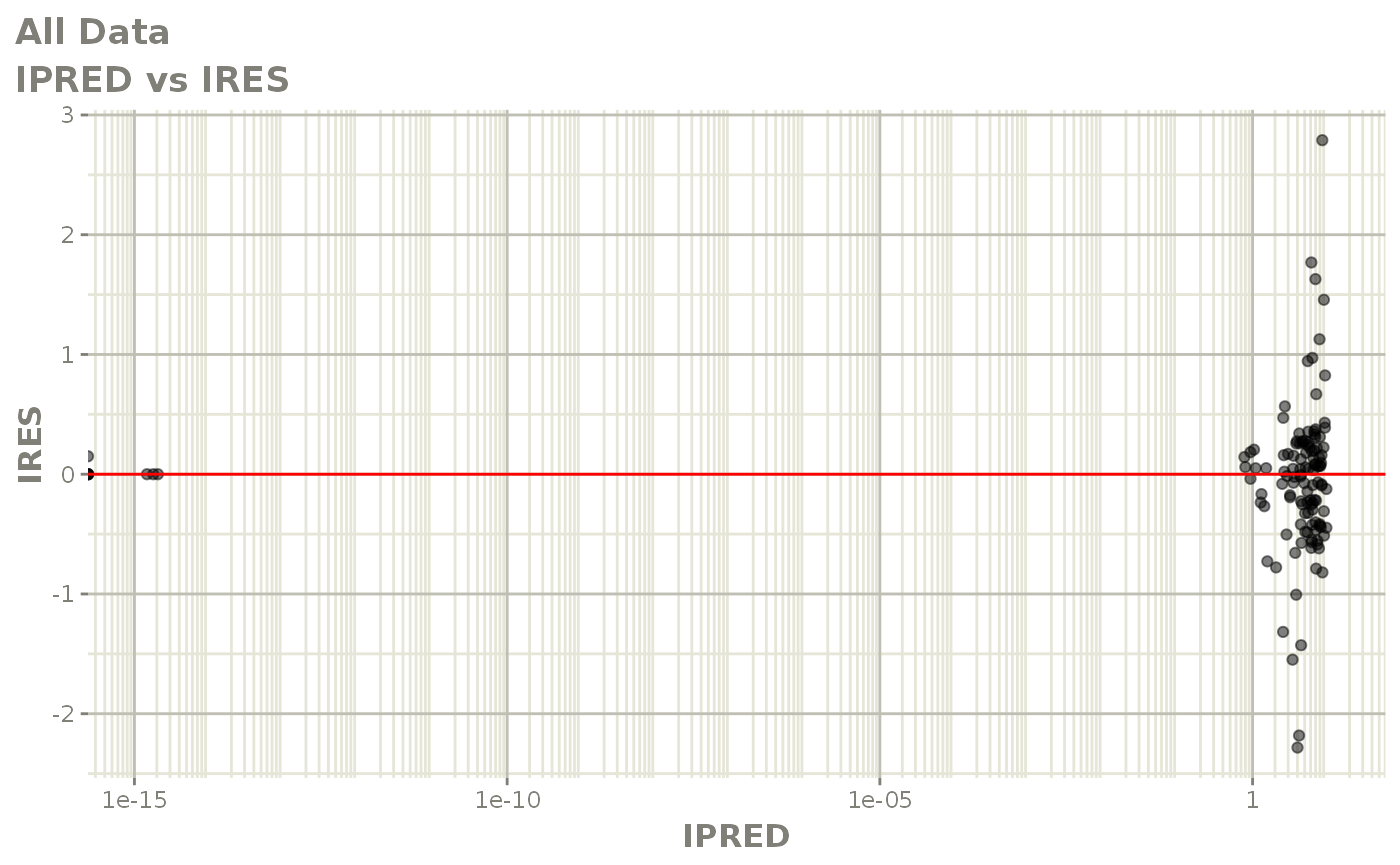 All Data
IPRED vs IRES
3
2
1
0
-1
-2
IRES
1e-15
1e-10
1e-05
1
IPRED